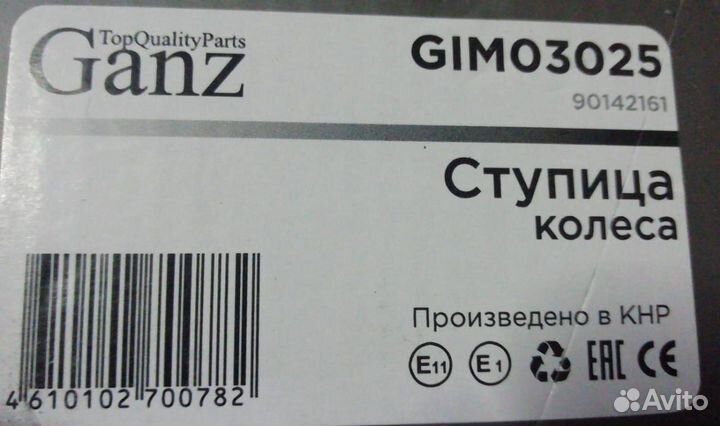 TopQualityParts
Ganz
GIM03025
90142161
Ступица
колеса
Произведено в КНР
E11 E1 EAC CE
4 610102 700782
Avito